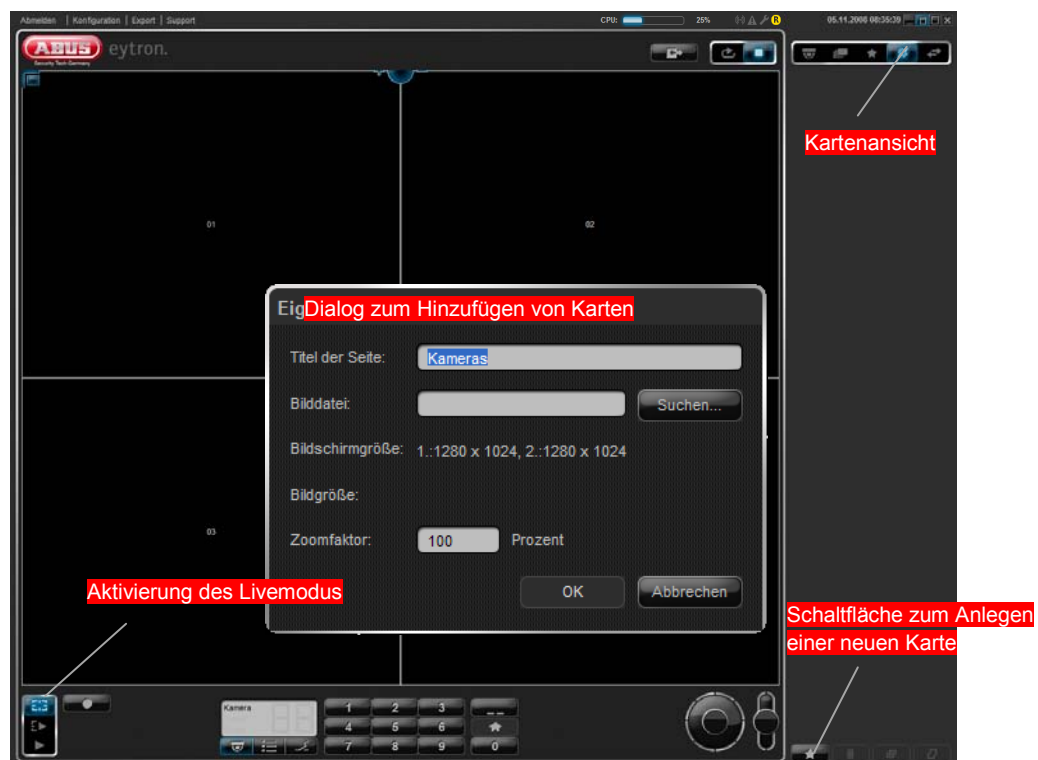 Abmelden | Konfiguration | Export | Support
CPU: 25% R 05.11.2008 08:35:39
ABUS eytron.
Security Tech Germany
Kartenansicht
01
02
EigDialog zum Hinzufügen von Karten
Titel der Seite: Kameras
Bilddatei: Suchen...
Bildschirmgröße: 1.:1280 x 1024, 2.:1280 x 1024
Bildgröße:
03
Zoomfaktor: 100 Prozent
Aktivierung des Livemodus
OK Abbrechen
Schaltfläche zum Anlegen
einer neuen Karte
Kamera
1 2 3 _ _
4 5 6
7 8 9 0